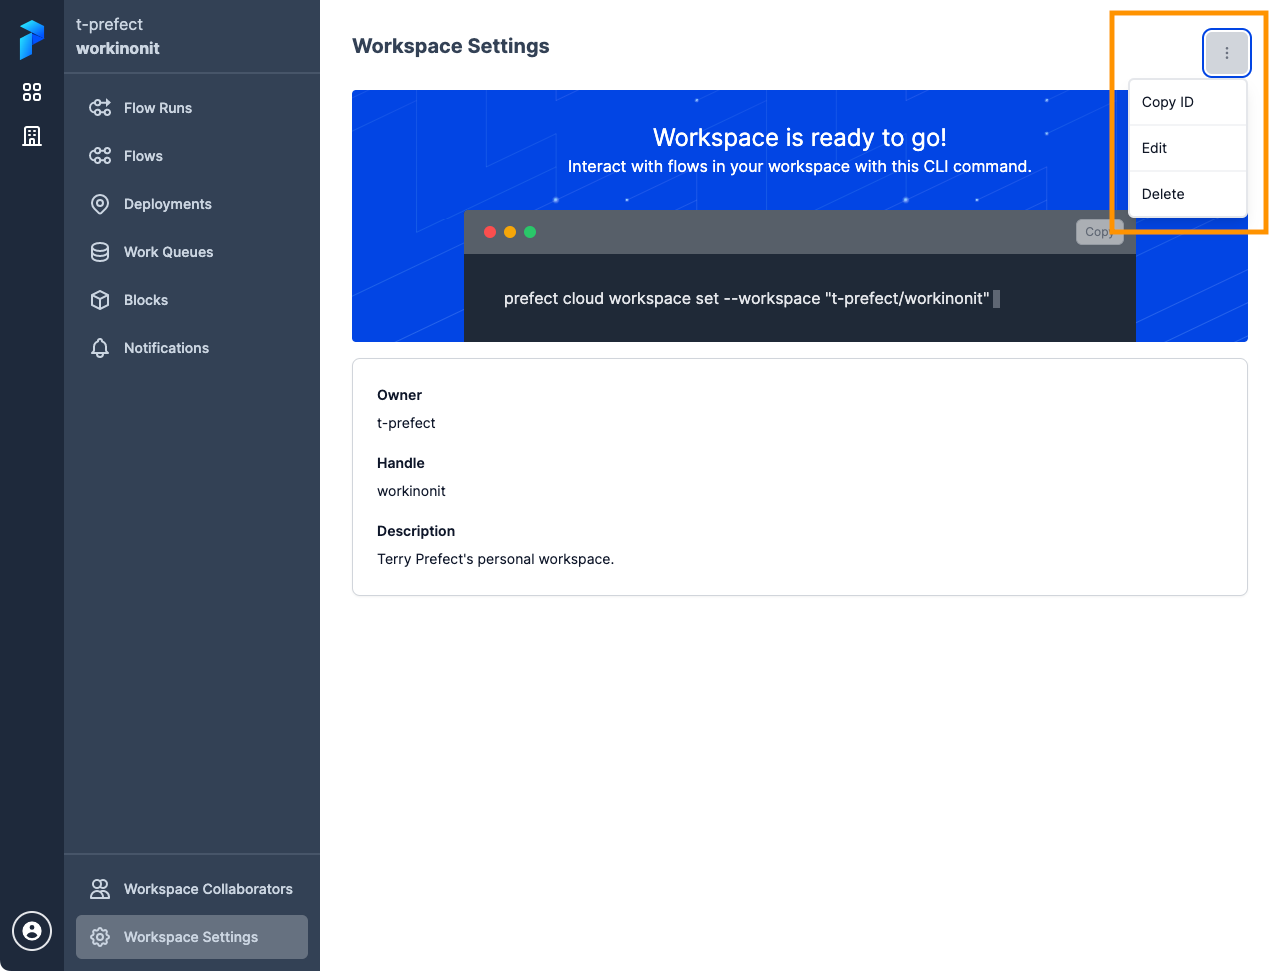 t-prefect
workinonit
Flow Runs
Flows
Deployments
Work Queues
Blocks
Notifications
Workspace Collaborators
Workspace Settings
Workspace Settings
Copy ID
Edit
Delete
Workspace is ready to go!
Interact with flows in your workspace with this CLI command.
Copy
prefect cloud workspace set --workspace "t-prefect/workinonit"
Owner
t-prefect
Handle
workinonit
Description
Terry Prefect's personal workspace.